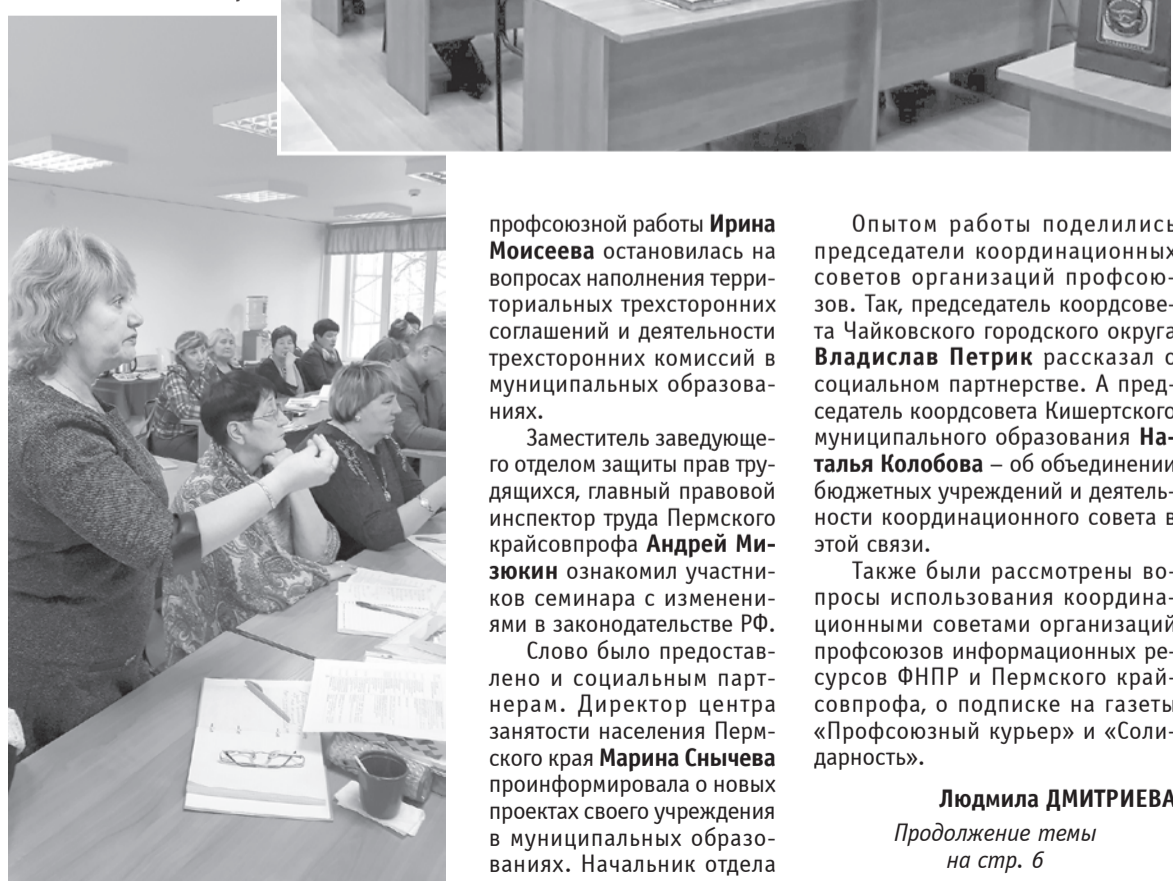 профсоюзной работы Ирина
Моисеева остановилась на
вопросах наполнения терри-
ториальных трехсторонних
соглашений и деятельности
трехсторонних комиссий в
муниципальных образова-
ниях.
Заместитель заведующе-
го отделом защиты прав тру-
дящихся, главный правовой
инспектор труда Пермского
крайсовпрофа Андрей Ми-
зюкин ознакомил участни-
ков семинара с изменени-
ями в законодательстве РФ.
Слово было предостав-
лено и социальным парт-
нерам. Директор центра
занятости населения Перм-
ского края Марина Снычева
проинформировала о новых
проектах своего учреждения
в муниципальных образо-
ваниях. Начальник отдела
Опытом работы поделились
председатели координационных
советов организаций профсою-
зов. Так, председатель коордсове-
та Чайковского городского округа
Владислав Петрик рассказал о
социальном партнерстве. А пред-
седатель коордсовета Кишертского
муниципального образования На-
талья Колобова – об объединении
бюджетных учреждений и деятель-
ности координационного совета в
этой связи.
Также были рассмотрены во-
просы использования координа-
ционными советами организаций
профсоюзов информационных ре-
сурсов ФНПР и Пермского край-
совпрофа, о подписке на газеты
«Профсоюзный курьер» и «Соли-
дарность».
Людмила ДМИТРИЕВА
Продолжение темы
на стр. 6